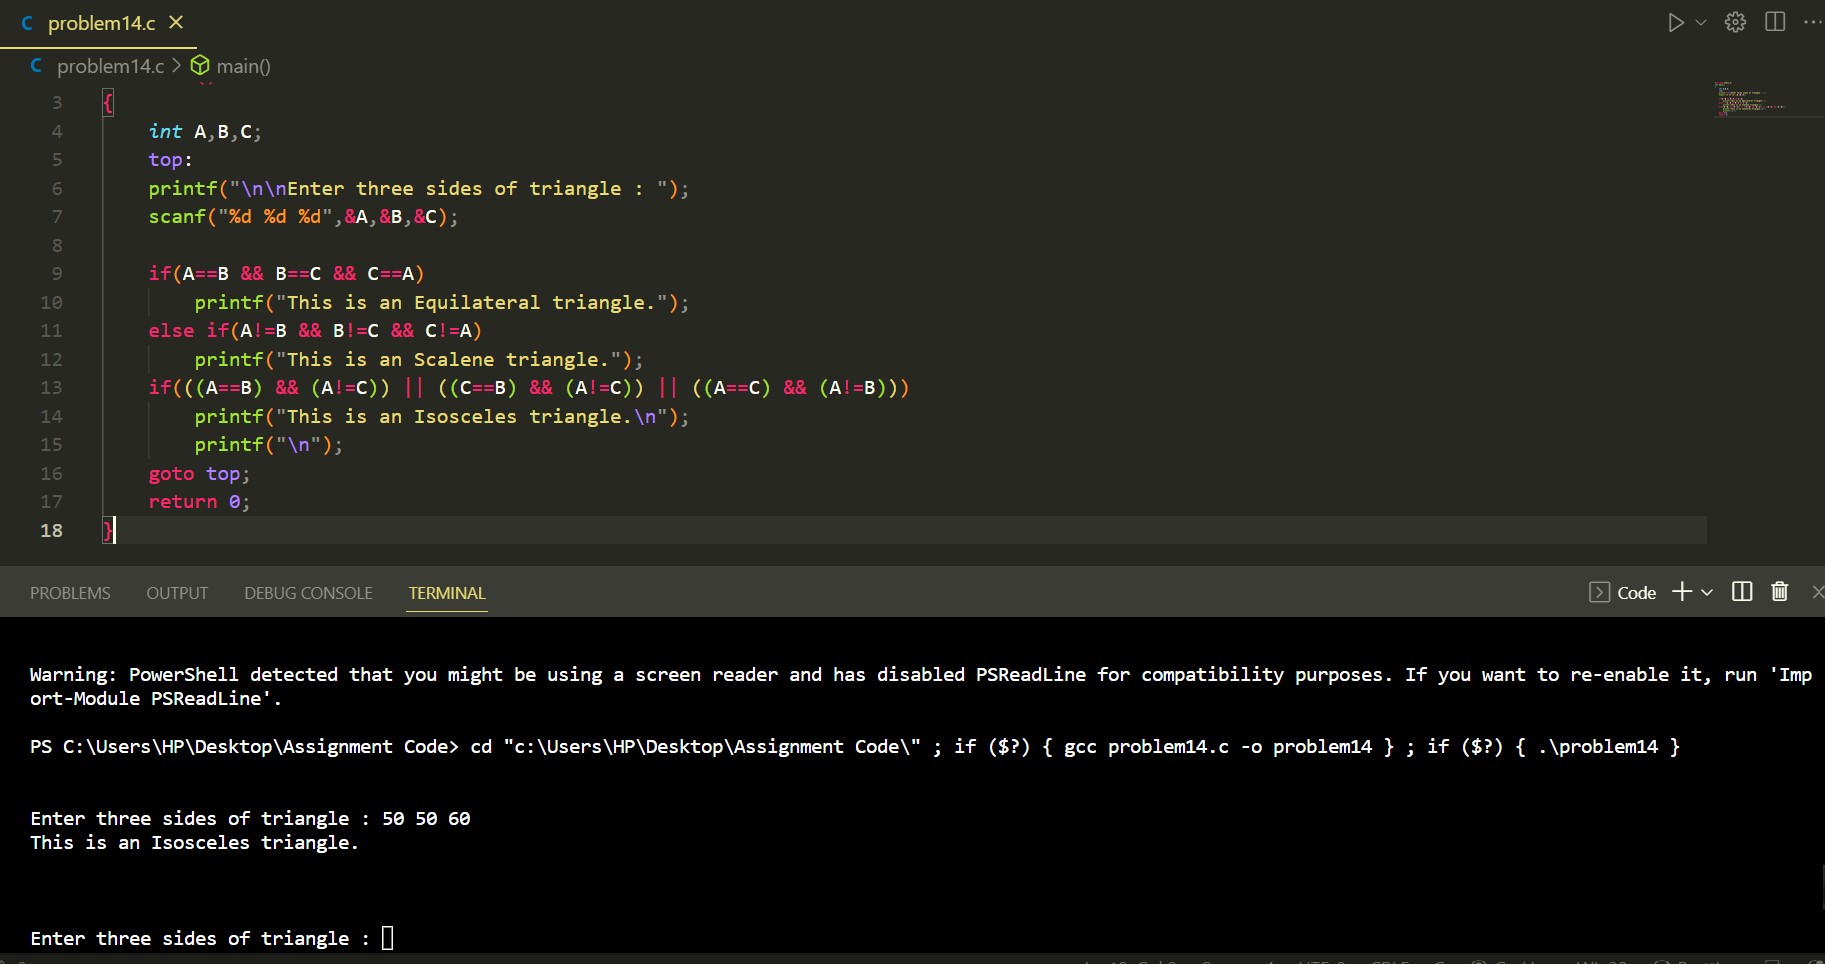 C problem14.c ×
C problem14.c > main()
3 {
4 int A,B,C;
5 top:
6 printf("\n\nEnter three sides of triangle : ");
7 scanf("%d %d %d",&A,&B,&C);
8
9 if(A==B && B==C && C==A)
10 printf("This is an Equilateral triangle.");
11 else if(A!=B && B!=C && C!=A)
12 printf("This is an Scalene triangle.");
13 if(((A==B) && (A!=C)) || ((C==B) && (A!=C)) || ((A==C) && (A!=B)))
14 printf("This is an Isosceles triangle.\n");
15 printf("\n");
16 goto top;
17 return 0;
18 }
PROBLEMS OUTPUT DEBUG CONSOLE TERMINAL Code
Warning: PowerShell detected that you might be using a screen reader and has disabled PSReadLine for compatibility purposes. If you want to re-enable it, run 'Imp
ort-Module PSReadLine'.
PS C:\Users\HP\Desktop\Assignment Code> cd "c:\Users\HP\Desktop\Assignment Code\" ; if ($?) { gcc problem14.c -o problem14 } ; if ($?) { .\problem14 }
Enter three sides of triangle : 50 50 60
This is an Isosceles triangle.
Enter three sides of triangle :